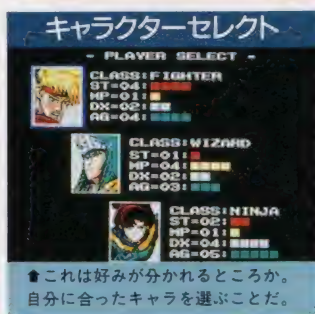 キャラクターセレクト
- PLAYER SELECT -
CLASS:FIGHTER
ST=04:
MP=01:
DX=02:
AG=04:
CLASS:WIZARD
ST=01:
MP=04:
DX=02:
AG=03:
CLASS:NINJA
ST=02:
MP=01:
DX=04:
AG=05:
⬆これは好みが分かれるところか。
自分に合ったキャラを選ぶことだ。